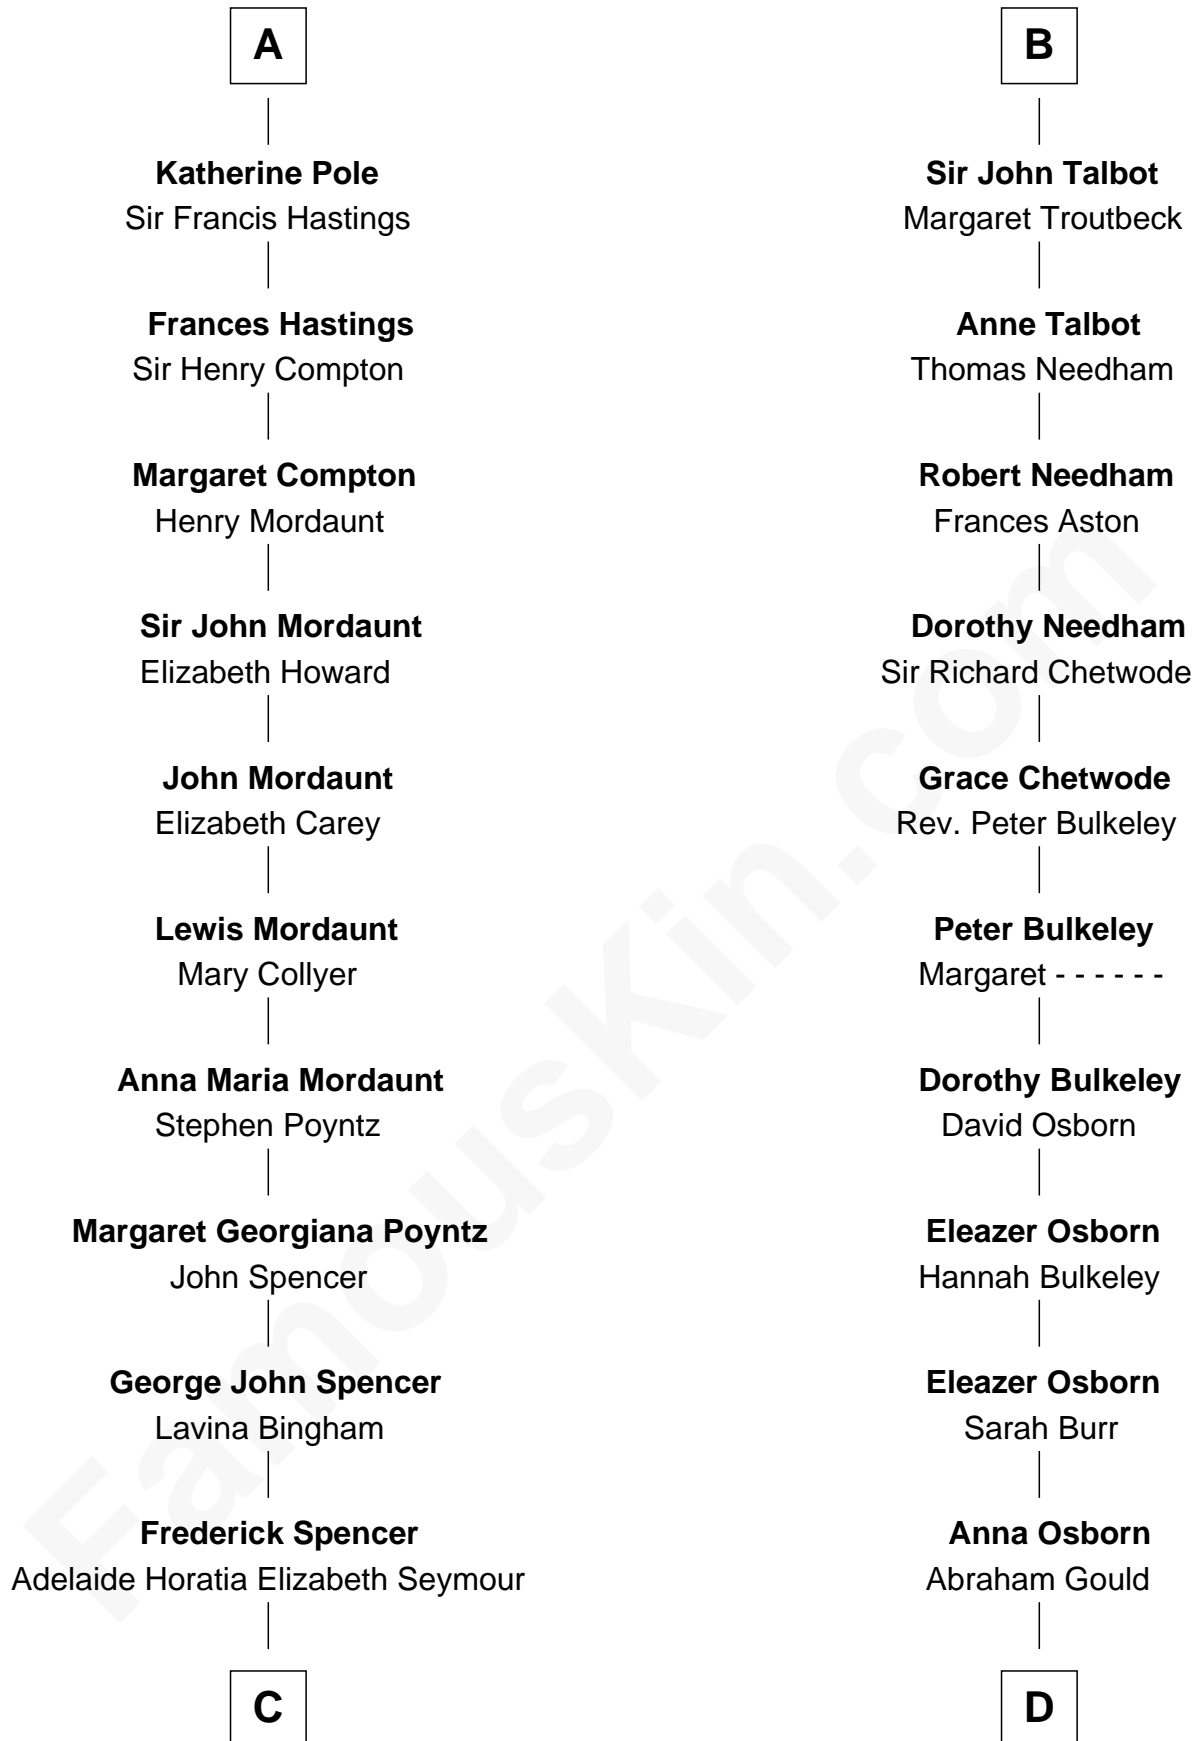 A
Katherine Pole
Sir Francis Hastings
Frances Hastings
Sir Henry Compton
Margaret Compton
Henry Mordaunt
Sir John Mordaunt
Elizabeth Howard
John Mordaunt
Elizabeth Carey
Lewis Mordaunt
Mary Collyer
Anna Maria Mordaunt
Stephen Poyntz
Margaret Georgiana Poyntz
John Spencer
George John Spencer
Lavina Bingham
Frederick Spencer
Adelaide Horatia Elizabeth Seymour
C
B
Sir John Talbot
Margaret Troutbeck
Anne Talbot
Thomas Needham
Robert Needham
Frances Aston
Dorothy Needham
Sir Richard Chetwode
Grace Chetwode
Rev. Peter Bulkeley
Peter Bulkeley
Margaret - - - - - -
Dorothy Bulkeley
David Osborn
Eleazer Osborn
Hannah Bulkeley
Eleazer Osborn
Sarah Burr
Anna Osborn
Abraham Gould
D
FamousKin.com